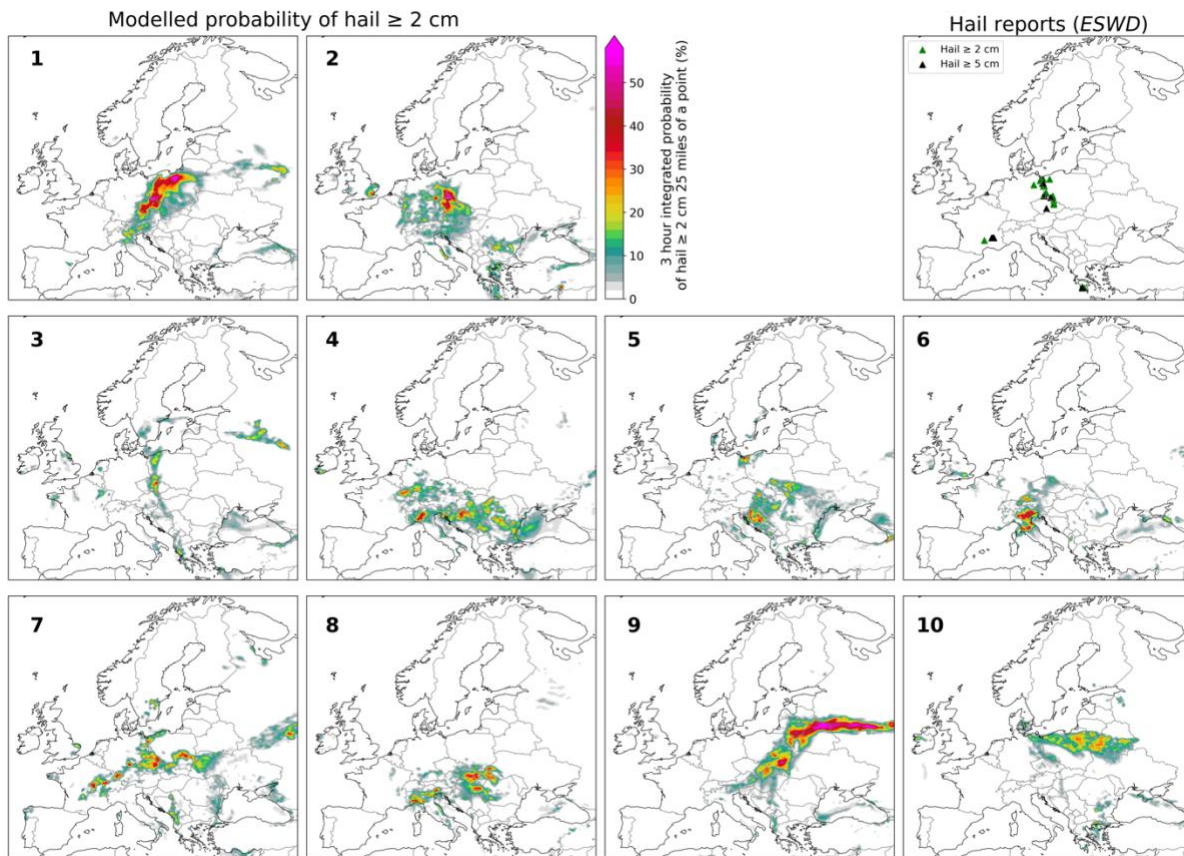 Modelled probability of hail ≥ 2 cm
Hail reports (ESWD)
1
2
50
40
30
20
10
0
3 hour integrated probability
of hail ≥ 2 cm 25 miles of a point (%)
Hail ≥ 2 cm
Hail ≥ 5 cm
3
4
5
6
7
8
9
10